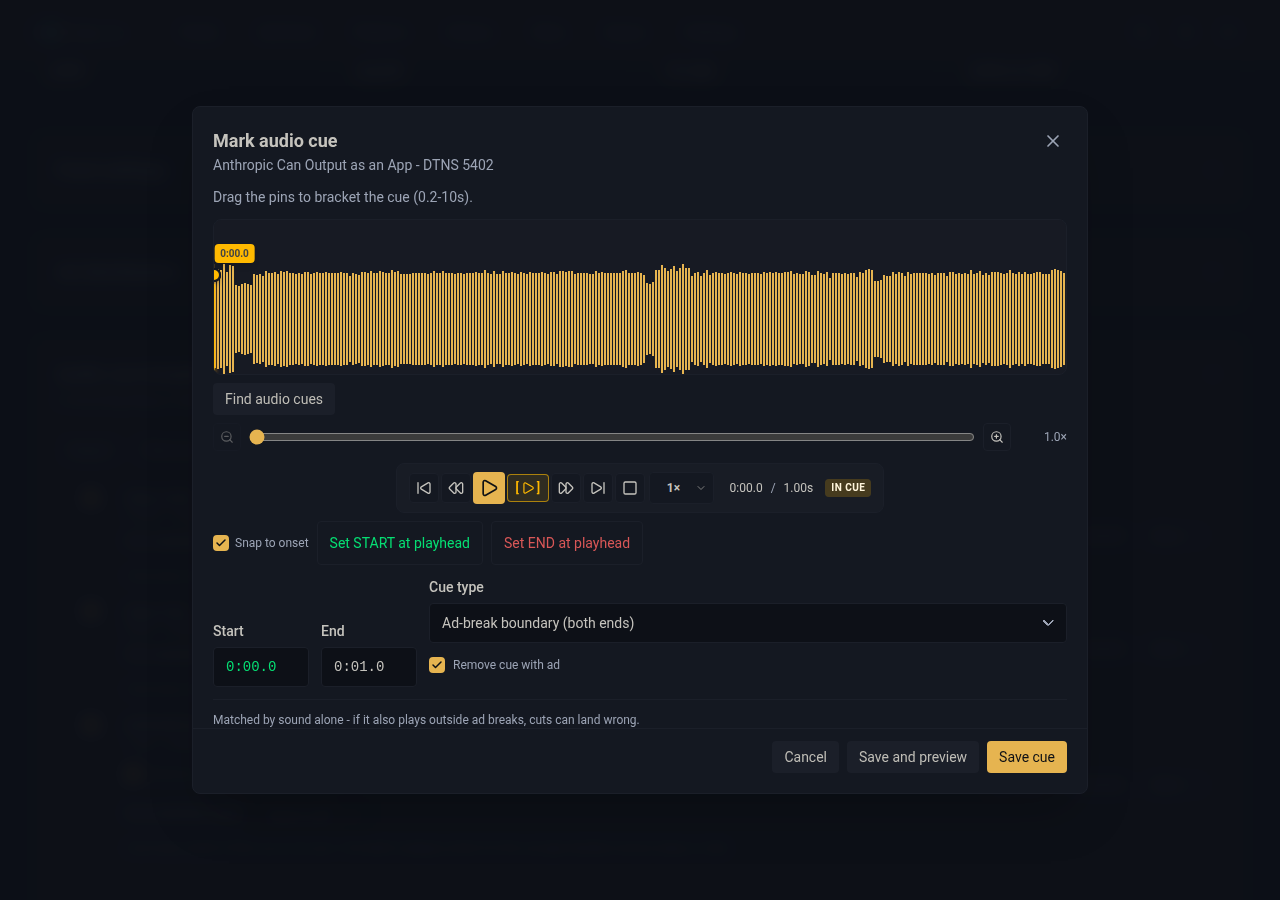 Mark audio cue
Anthropic Can Output as an App - DTNS 5402
Drag the pins to bracket the cue (0.2-10s).
0:00.0
Find audio cues
1.0×
[ ] 1× 0:00.0 / 1.00s IN CUE
Snap to onset Set START at playhead Set END at playhead
Cue type
Ad-break boundary (both ends)
Start End
0:00.0 0:01.0
Remove cue with ad
Matched by sound alone - if it also plays outside ad breaks, cuts can land wrong.
Cancel Save and preview Save cue